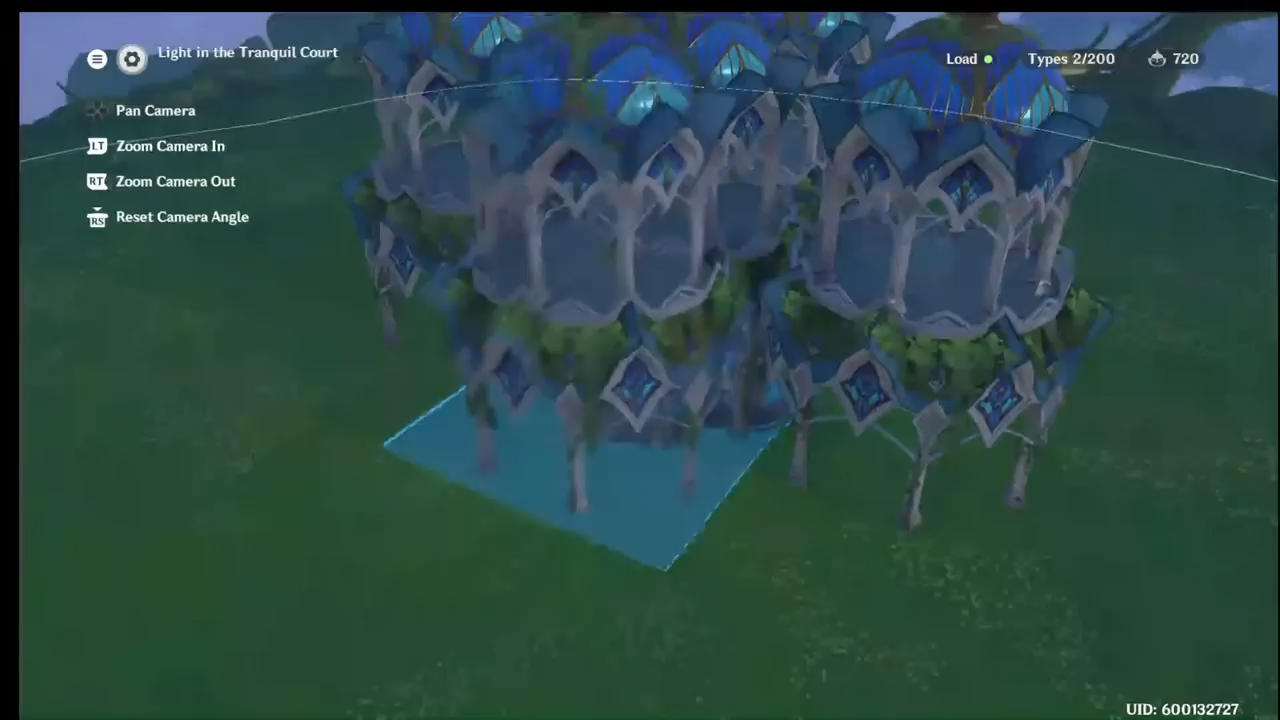 Light in the Tranquil Court
Load
Types 2/200
720
Pan Camera
LT Zoom Camera In
RT Zoom Camera Out
RS Reset Camera Angle
UID: 600132727